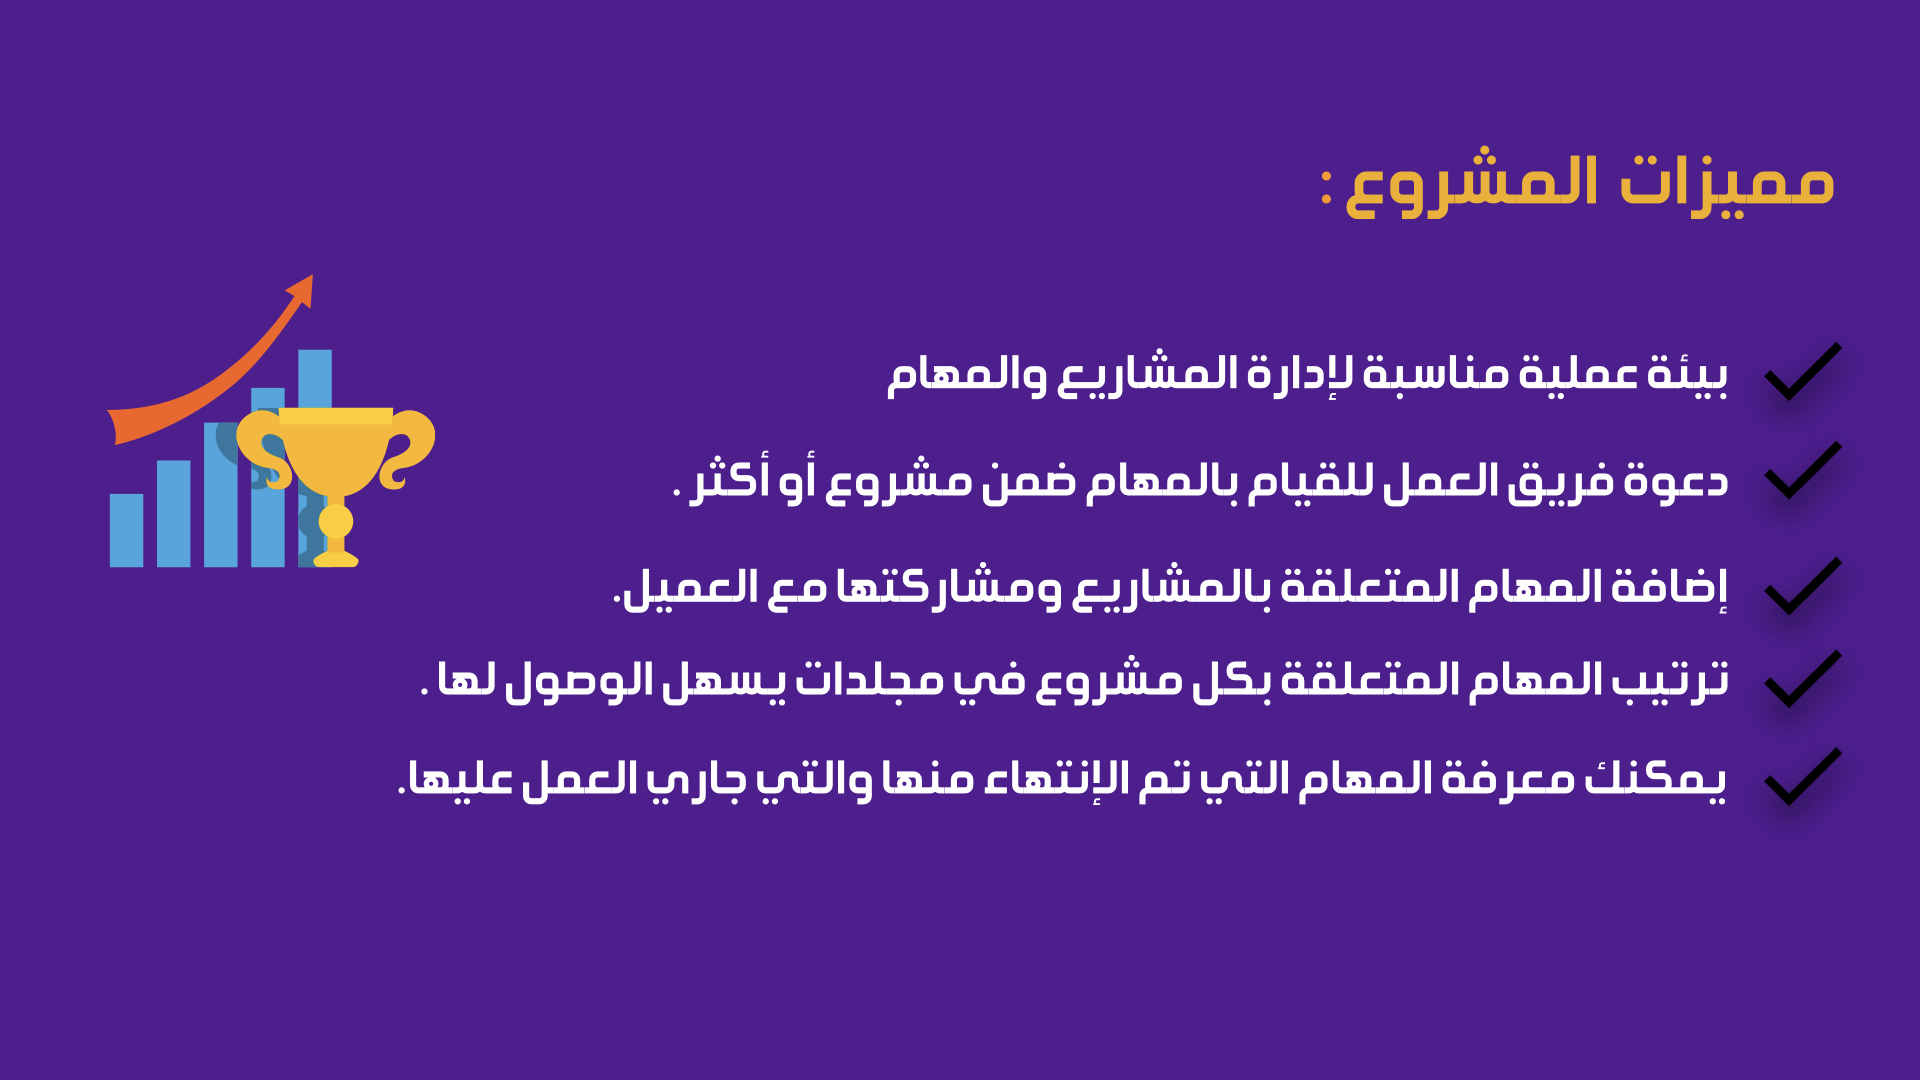 مميزات المشروع :
بيئة عملية مناسبة لإدارة المشاريع والمهام
دعوة فريق العمل للقيام بالمهام ضمن مشروع أو أكثر .
إضافة المهام المتعلقة بالمشاريع ومشاركتها مع العميل.
ترتيب المهام المتعلقة بكل مشروع في مجلدات يسهل الوصول لها .
يمكنك معرفة المهام التي تم الإنتهاء منها والتي جاري العمل عليها.